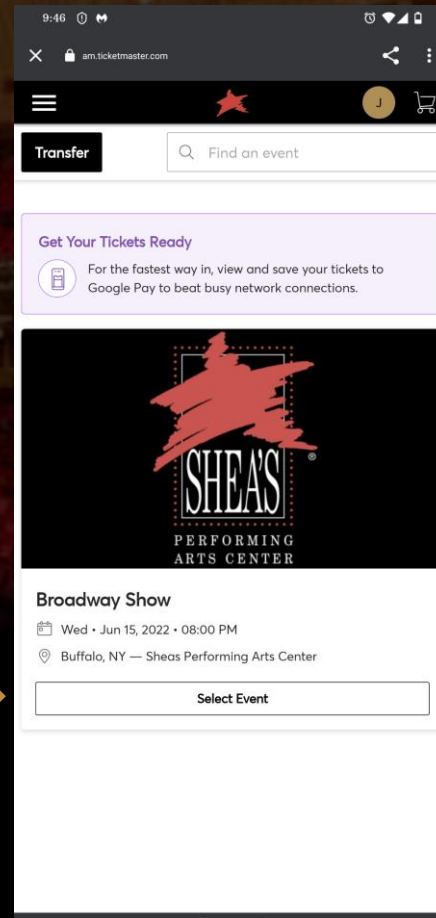 9:46
am.ticketmaster.com
J
Transfer
Find an event
Get Your Tickets Ready
For the fastest way in, view and save your tickets to
Google Pay to beat busy network connections.
SHEA'S
®
PERFORMING
ARTS CENTER
Broadway Show
Wed • Jun 15, 2022 • 08:00 PM
Buffalo, NY — Sheas Performing Arts Center
Select Event